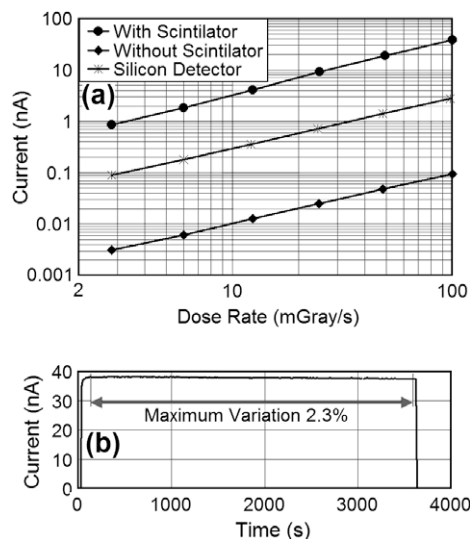 100
With Scintilator
Without Scintilator
Silicon Detector
10
(a)
1
0.1
0.01
0.001
Current (nA)
2
10
100
Dose Rate (mGray/s)
40
30
20
10
0
Current (nA)
Maximum Variation 2.3%
(b)
0
1000
2000
3000
4000
Time (s)